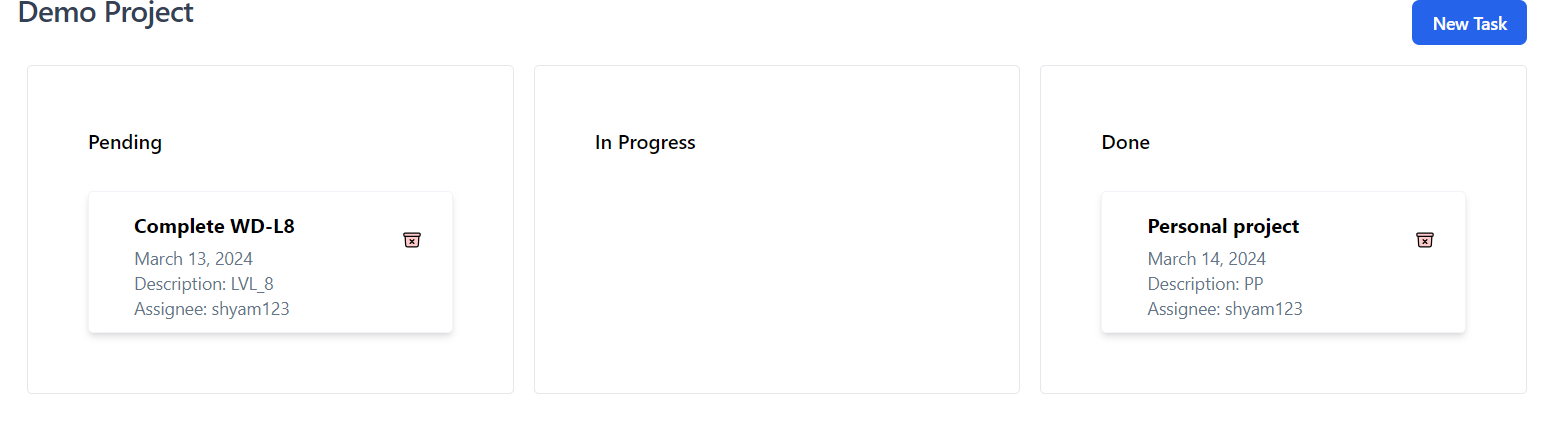 Demo Project
New Task
Pending
Complete WD-L8
March 13, 2024
Description: LVL_8
Assignee: shyam123
In Progress
Done
Personal project
March 14, 2024
Description: PP
Assignee: shyam123